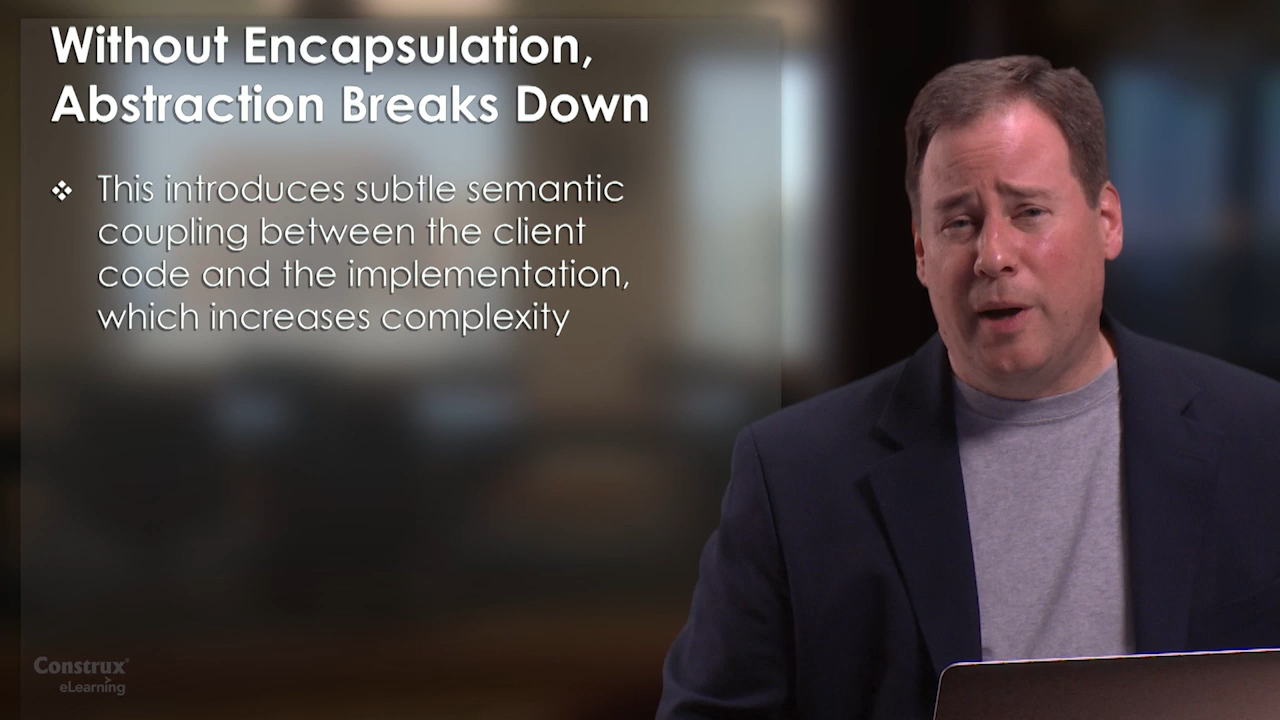 Without Encapsulation,
Abstraction Breaks Down
❖ This introduces subtle semantic
coupling between the client
code and the implementation,
which increases complexity
Construx®
eLearning